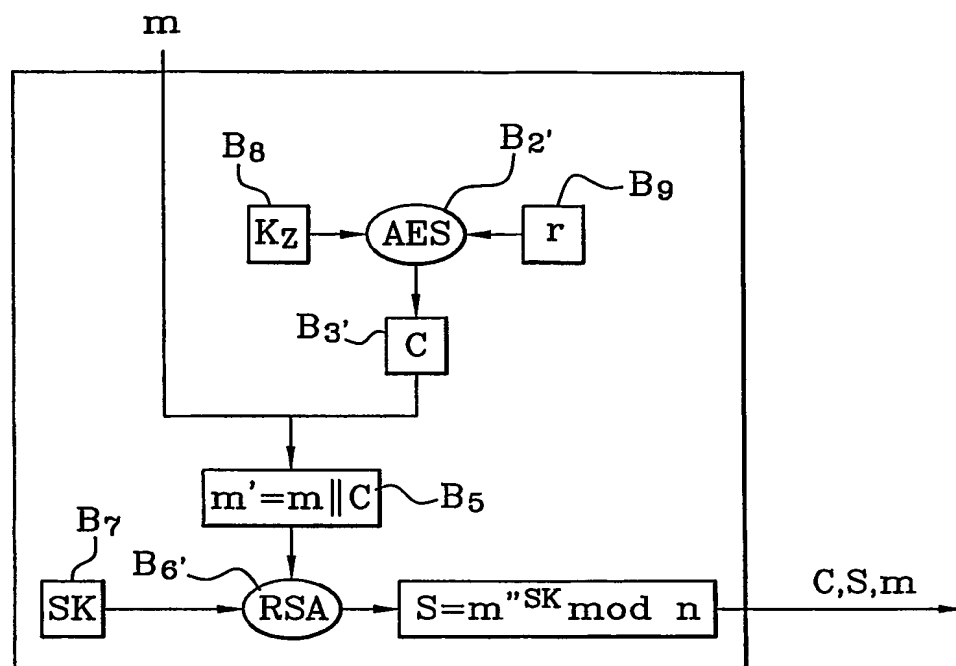 m
B8
B2'
B9
Kz
AES
r
B3'
C
m'=m||C
B5
B7
B6'
SK
RSA
S=m"SK mod n
C,S,m